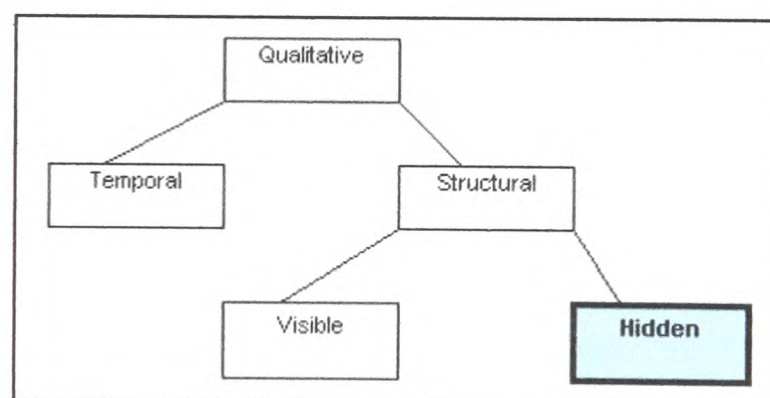 Qualitative
Temporal
Structural
Visible
Hidden